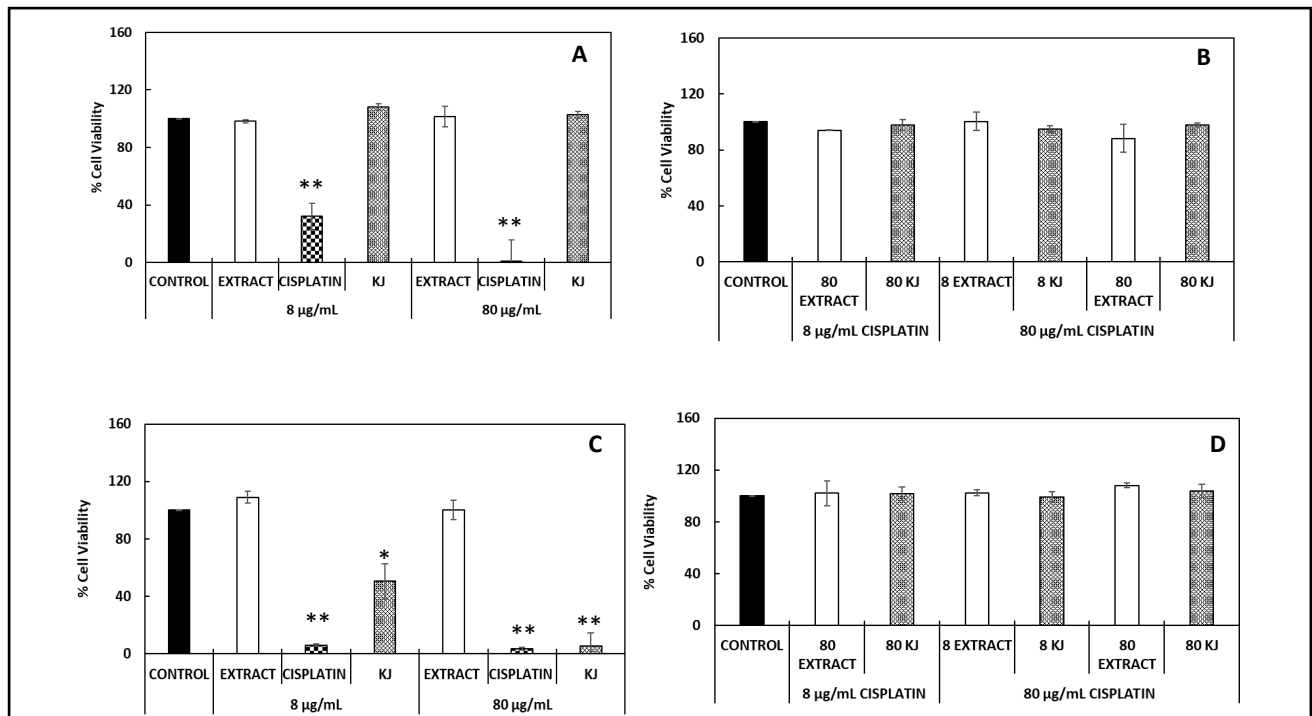 A
% Cell Viability
160
120
80
40
0
**
**
CONTROL EXTRACT CISPLATIN KJ EXTRACT CISPLATIN KJ
8 µg/mL 80 µg/mL
B
% Cell Viability
160
120
80
40
0
CONTROL 80 EXTRACT 80 KJ 8 EXTRACT 8 KJ 80 EXTRACT 80 KJ
8 µg/mL CISPLATIN 80 µg/mL CISPLATIN
C
% Cell Viability
160
120
80
40
0
**
*
**
**
CONTROL EXTRACT CISPLATIN KJ EXTRACT CISPLATIN KJ
8 µg/mL 80 µg/mL
D
% Cell Viability
160
120
80
40
0
CONTROL 80 EXTRACT 80 KJ 8 EXTRACT 8 KJ 80 EXTRACT 80 KJ
8 µg/mL CISPLATIN 80 µg/mL CISPLATIN